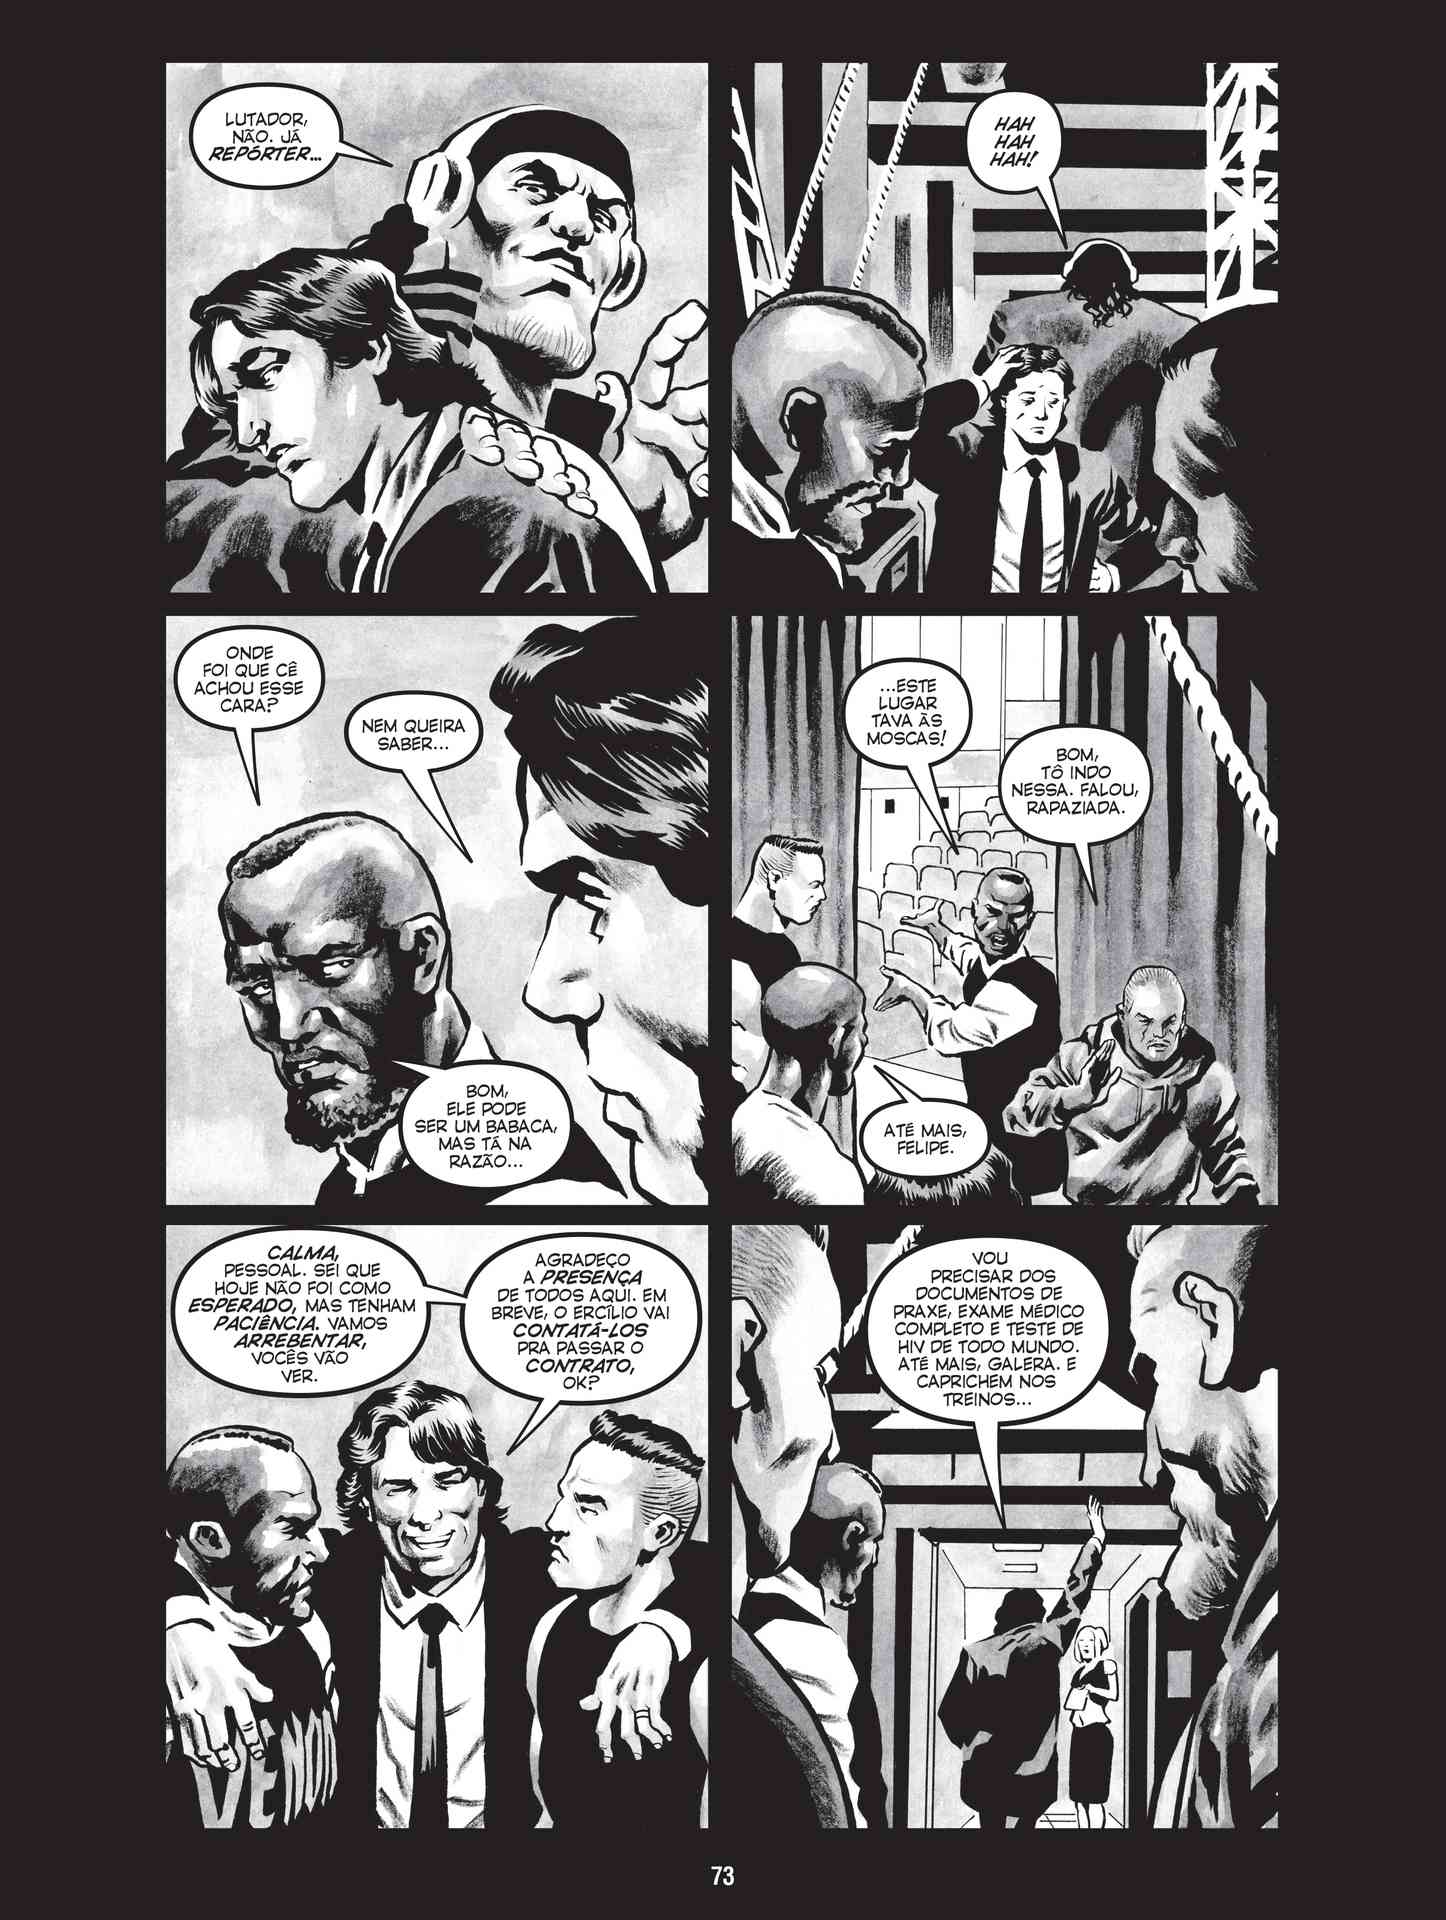 LUTADOR,
NÃO. JÁ
REPÓRTER...
HAH
HAH
HAH!
ONDE
FOI QUE CÊ
ACHOU ESSE
CARA?
NEM QUEIRA
SABER...
BOM,
ELE PODE
SER UM BABACA,
MAS TÁ NA
RAZÃO...
...ESTE
LUGAR
TAVA ÀS
MOSCAS!
BOM,
TÔ INDO
NESSA. FALOU,
RAPAZIADA.
ATÉ MAIS,
FELIPE.
CALMA,
PESSOAL. SEI QUE
HOJE NÃO FOI COMO
ESPERADO, MAS TENHAM
PACIÊNCIA. VAMOS
ARREBENTAR,
VOCÊS VÃO
VER.
AGRADEÇO
A PRESENÇA
DE TODOS AQUI. EM
BREVE, O ERCÍLIO VAI
CONTATÁ-LOS
PRA PASSAR O
CONTRATO,
OK?
VENOM
VOU
PRECISAR DOS
DOCUMENTOS DE
PRAXE, EXAME MÉDICO
COMPLETO E TESTE DE
HIV DE TODO MUNDO.
ATÉ MAIS, GALERA. E
CAPRICHEM NOS
TREINOS...
73